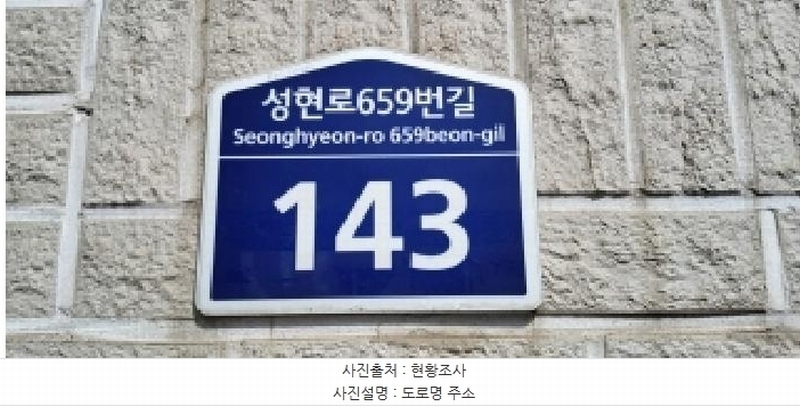 성현로659번길
Seonghyeon-ro 659beon-gil
143
사진출처 : 현황조사
사진설명 : 도로명 주소